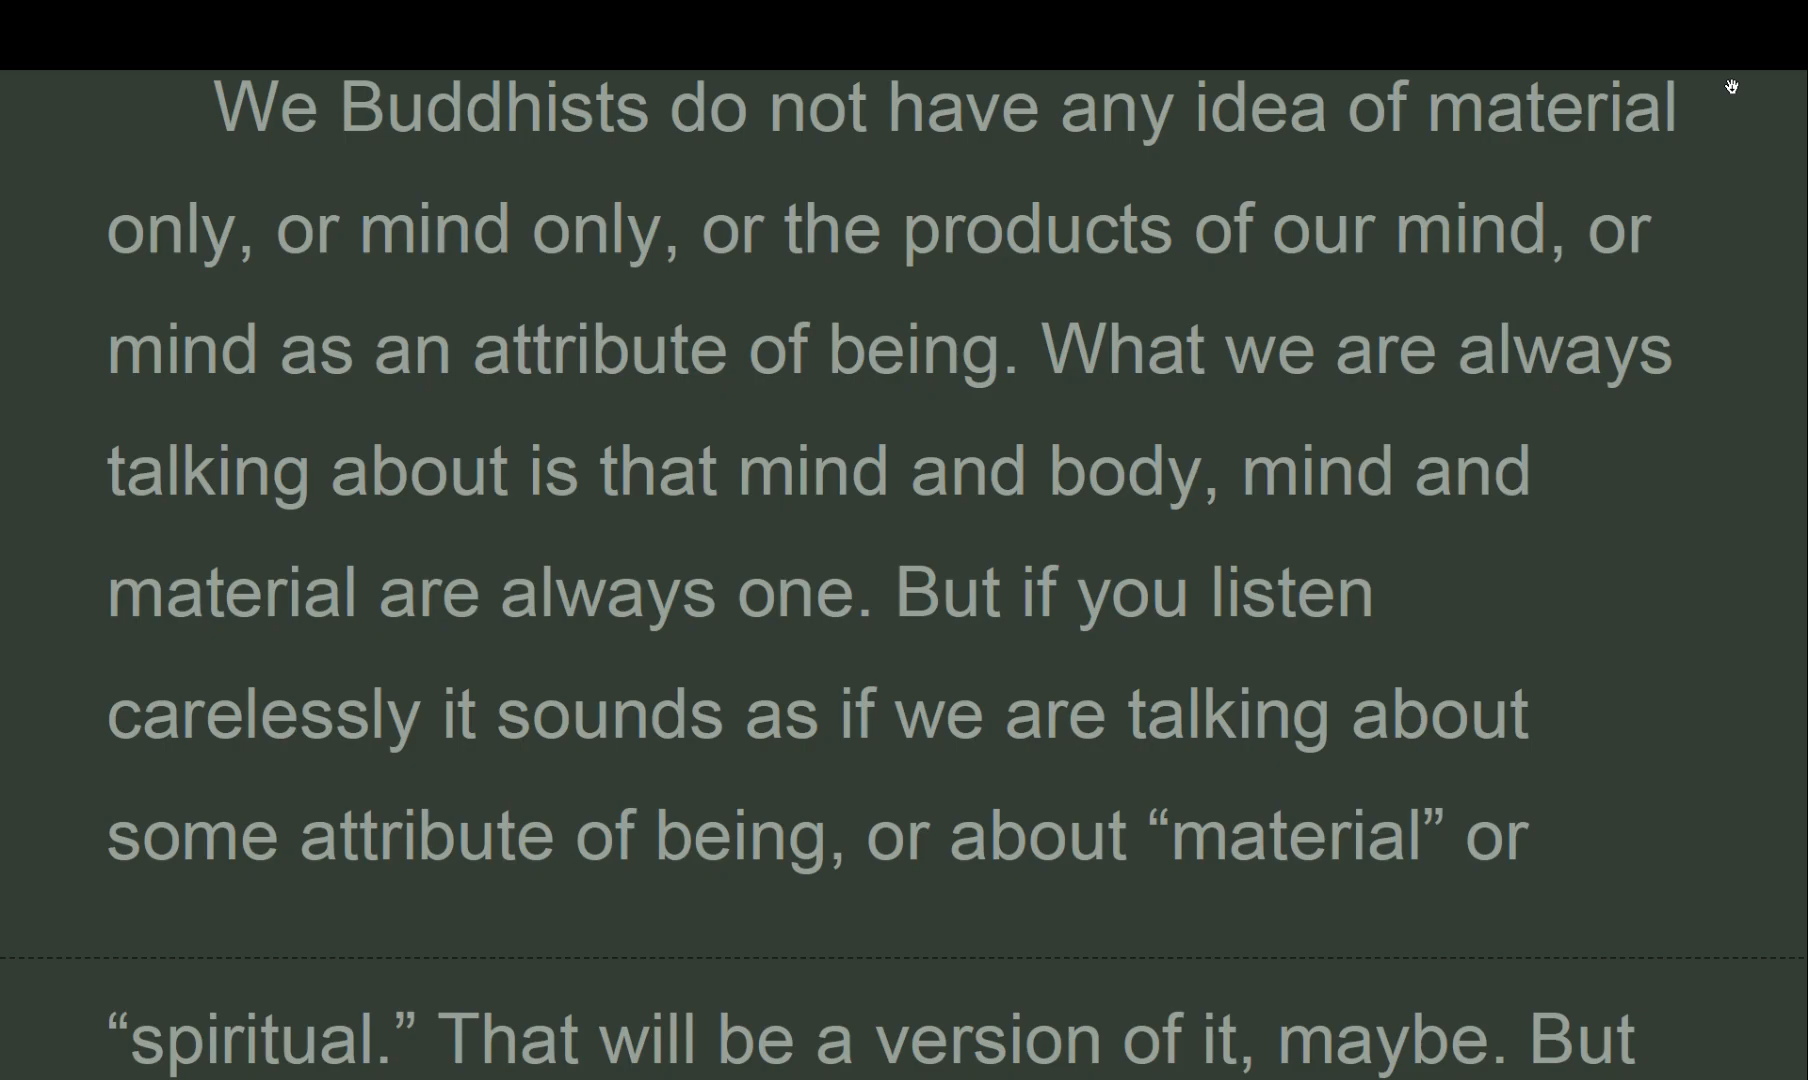 We Buddhists do not have any idea of material
only, or mind only, or the products of our mind, or
mind as an attribute of being. What we are always
talking about is that mind and body, mind and
material are always one. But if you listen
carelessly it sounds as if we are talking about
some attribute of being, or about “material” or
“spiritual.” That will be a version of it, maybe. But